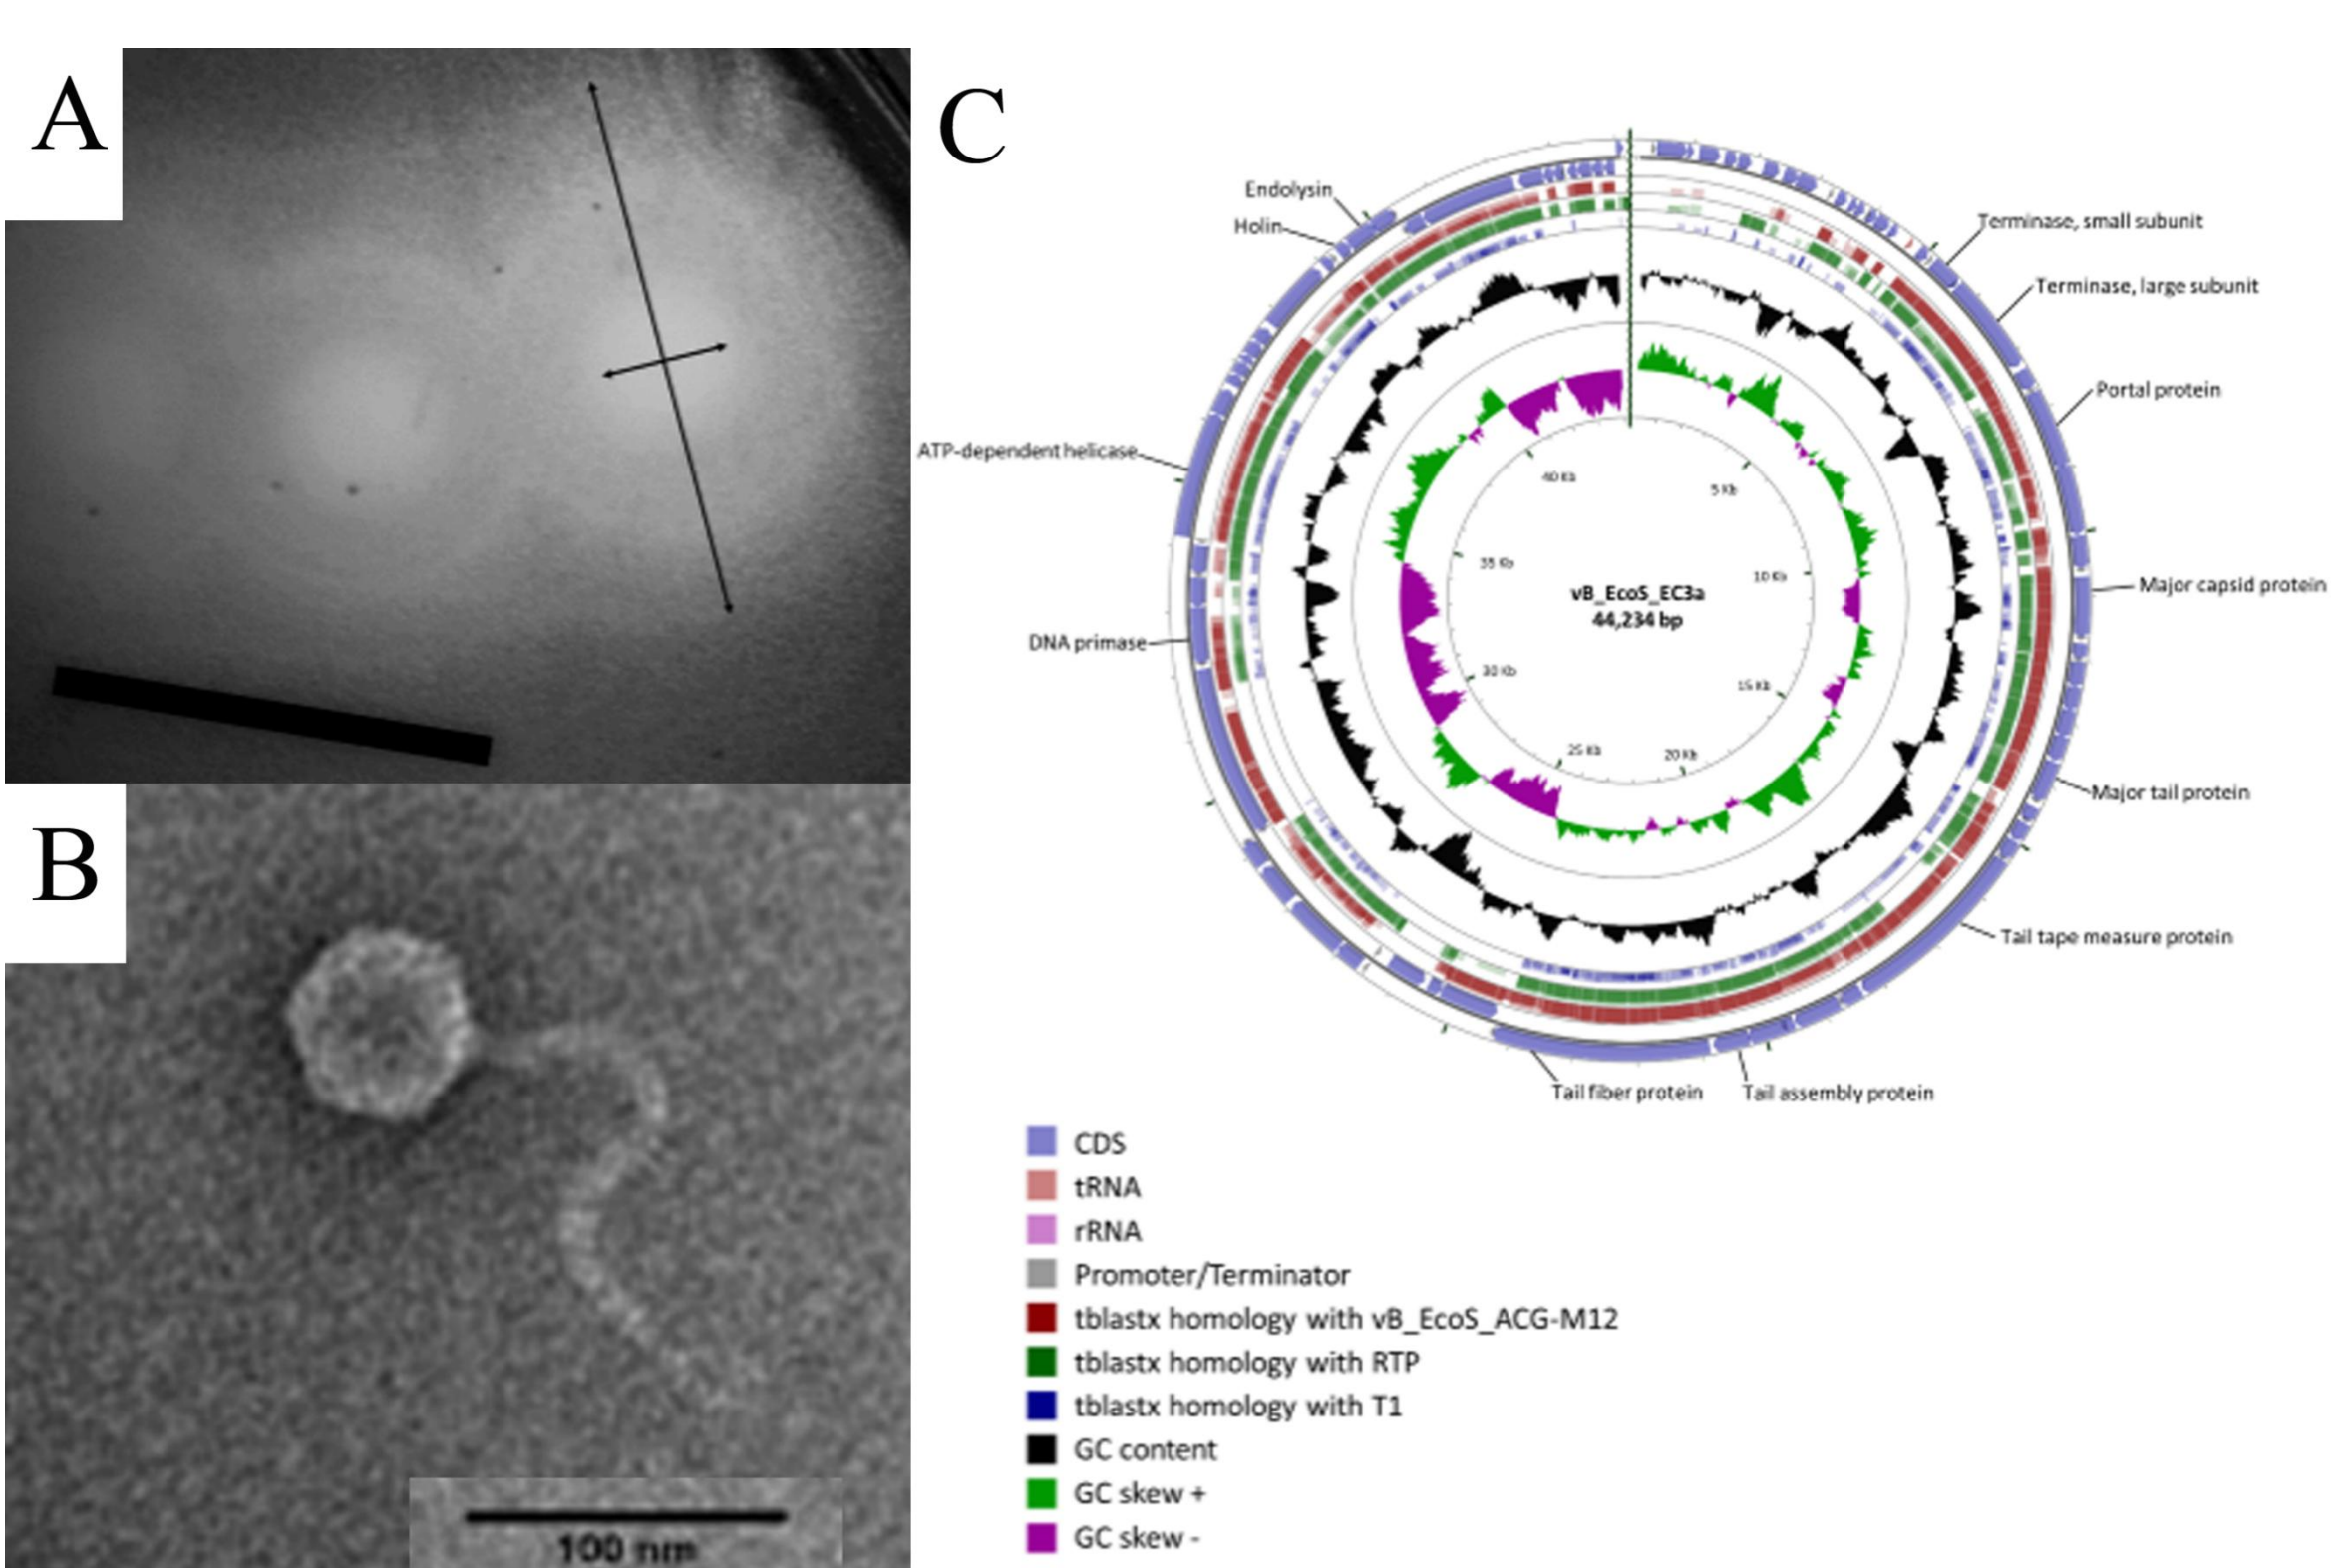 A
B
100 nm
C
Endolysin
Holin
ATP-dependent helicase
DNA primase
Terminase, small subunit
Terminase, large subunit
Portal protein
Major capsid protein
Major tail protein
Tail tape measure protein
Tail assembly protein
Tail fiber protein
40 Kb
5 Kb
35 Kb
10 Kb
vB_EcoS_EC3a
44,234 bp
30 Kb
15 Kb
25 Kb
20 Kb
CDS
tRNA
rRNA
Promoter/Terminator
tblastx homology with vB_EcoS_ACG-M12
tblastx homology with RTP
tblastx homology with T1
GC content
GC skew +
GC skew -